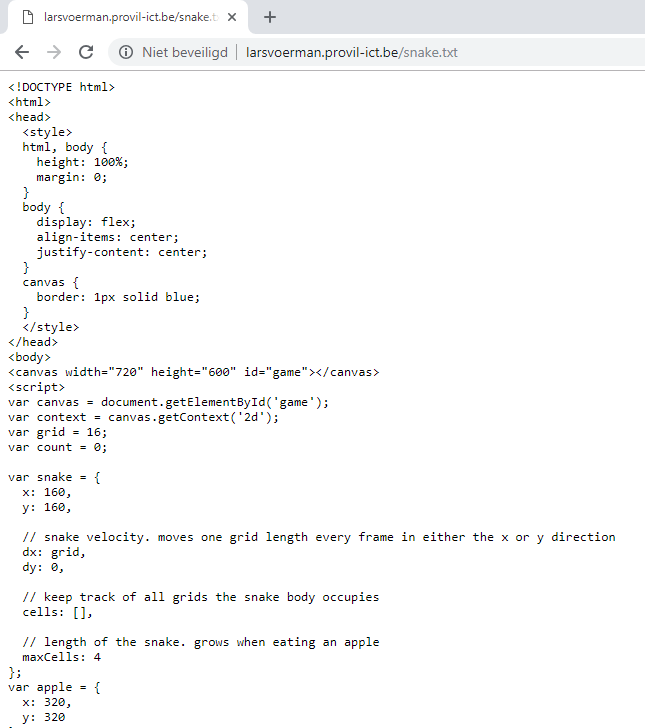 larsvoerman.provil-ict.be/snake.t
Niet beveiligd | larsvoerman.provil-ict.be/snake.txt
<!DOCTYPE html>
<html>
<head>
  <style>
  html, body {
    height: 100%;
    margin: 0;
  }
  body {
    display: flex;
    align-items: center;
    justify-content: center;
  }
  canvas {
    border: 1px solid blue;
  }
  </style>
</head>
<body>
<canvas width="720" height="600" id="game"></canvas>
<script>
var canvas = document.getElementById('game');
var context = canvas.getContext('2d');
var grid = 16;
var count = 0;

var snake = {
  x: 160,
  y: 160,

  // snake velocity. moves one grid length every frame in either the x or y direction
  dx: grid,
  dy: 0,

  // keep track of all grids the snake body occupies
  cells: [],

  // length of the snake. grows when eating an apple
  maxCells: 4
};
var apple = {
  x: 320,
  y: 320